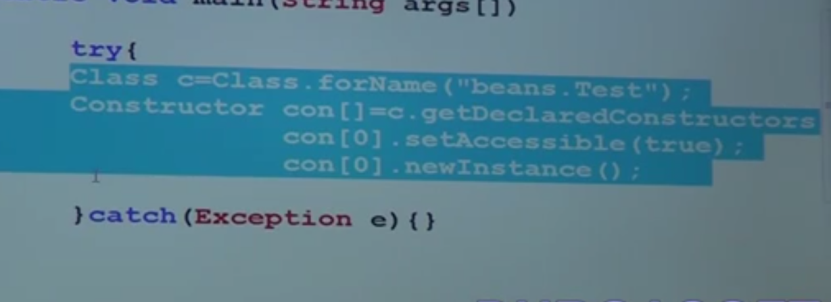 void main(String args[])
try{
Class c=Class.forName("beans.Test");
Constructor con[]=c.getDeclaredConstructors
con[0].setAccessible(true);
con[0].newInstance();
}catch(Exception e){}